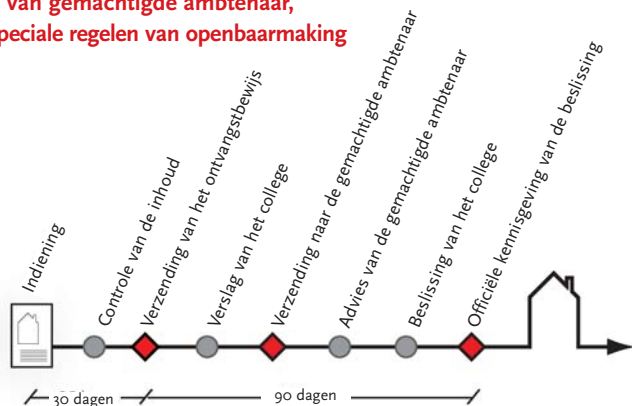 van gemachtigde ambtenaar,
speciale regelen van openbaarmaking
Indiening
Controle van de inhoud
Verzending van het ontvangstbewijs
Verslag van het college
Verzending naar de gemachtigde ambtenaar
Advies van de gemachtigde ambtenaar
Beslissing van het college
Officiële kennisgeving van de beslissing
30 dagen
90 dagen